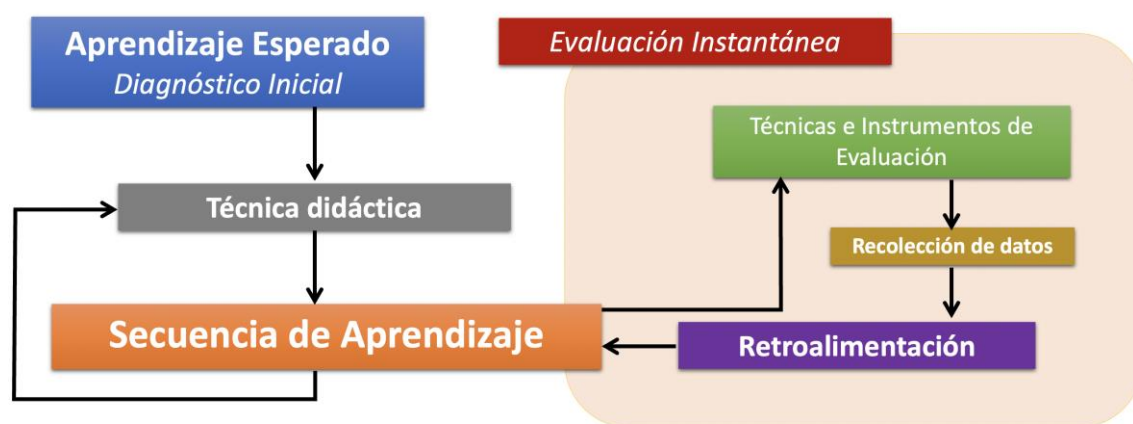 Aprendizaje Esperado
Diagnóstico Inicial
Evaluación Instantánea
Técnicas e Instrumentos de
Evaluación
Técnica didáctica
Recolección de datos
Secuencia de Aprendizaje
Retroalimentación